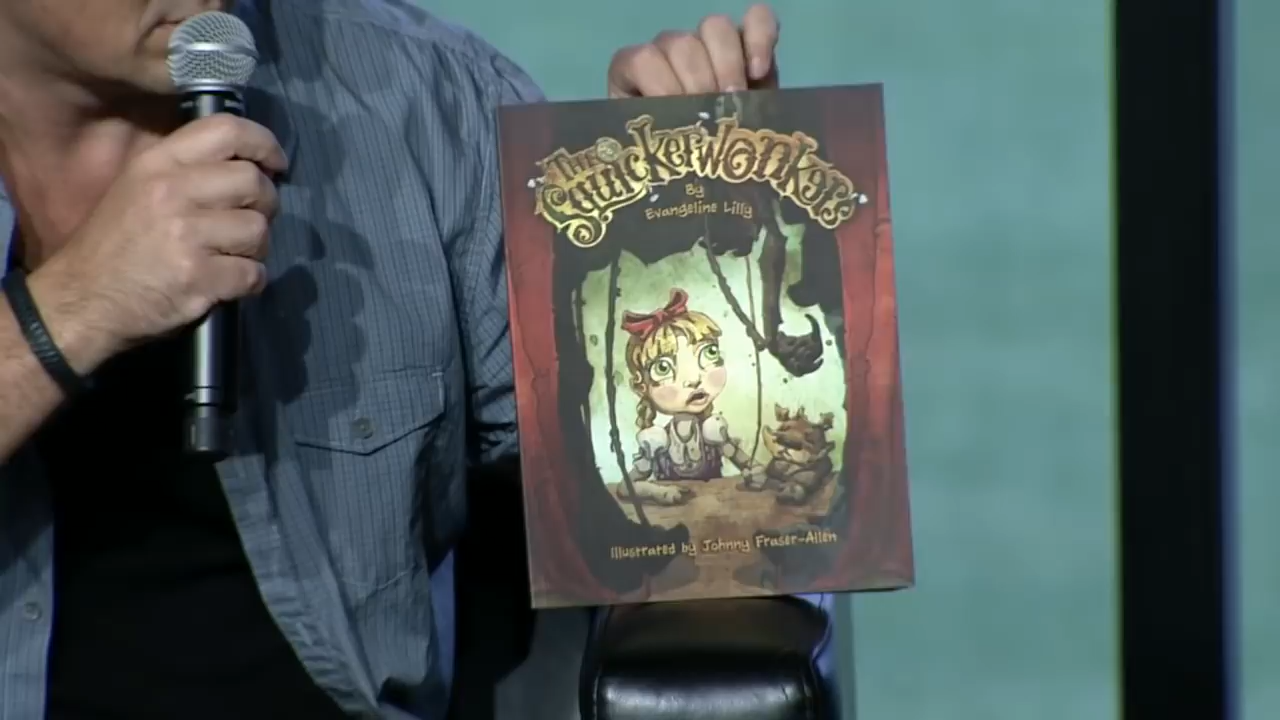 The
Squickerwonkers
By
Evangeline Lilly
Illustrated by Johnny Fraser-Allen